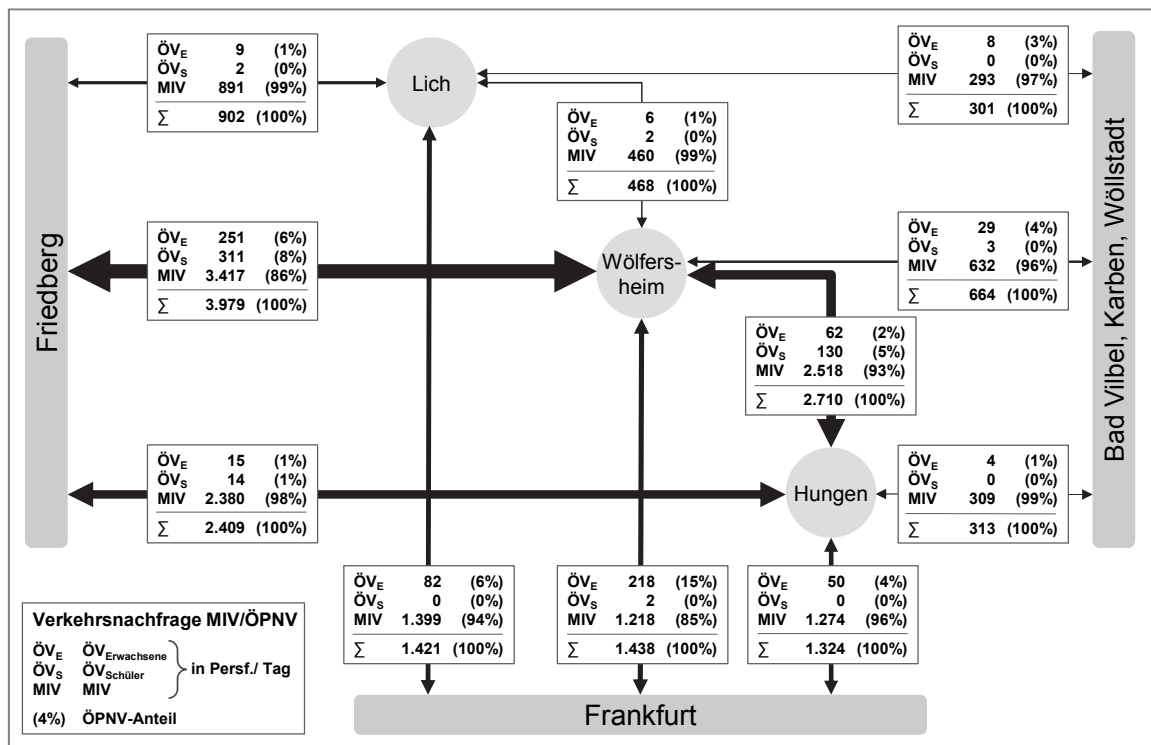 ÖVE 9 (1%)
ÖVS 2 (0%)
MIV 891 (99%)
∑ 902 (100%)
Lich
ÖVE 8 (3%)
ÖVS 0 (0%)
MIV 293 (97%)
∑ 301 (100%)
ÖVE 6 (1%)
ÖVS 2 (0%)
MIV 460 (99%)
∑ 468 (100%)
Friedberg
ÖVE 251 (6%)
ÖVS 311 (8%)
MIV 3.417 (86%)
∑ 3.979 (100%)
Wölfers-
heim
ÖVE 29 (4%)
ÖVS 3 (0%)
MIV 632 (96%)
∑ 664 (100%)
Bad Vilbel, Karben, Wöllstadt
ÖVE 62 (2%)
ÖVS 130 (5%)
MIV 2.518 (93%)
∑ 2.710 (100%)
ÖVE 15 (1%)
ÖVS 14 (1%)
MIV 2.380 (98%)
∑ 2.409 (100%)
Hungen
ÖVE 4 (1%)
ÖVS 0 (0%)
MIV 309 (99%)
∑ 313 (100%)
ÖVE 82 (6%)
ÖVS 0 (0%)
MIV 1.399 (94%)
∑ 1.421 (100%)
ÖVE 218 (15%)
ÖVS 2 (0%)
MIV 1.218 (85%)
∑ 1.438 (100%)
ÖVE 50 (4%)
ÖVS 0 (0%)
MIV 1.274 (96%)
∑ 1.324 (100%)
Verkehrsnachfrage MIV/ÖPNV
ÖVE ÖVErwachsene
ÖVS ÖVSchüler in Persf./ Tag
MIV MIV
(4%) ÖPNV-Anteil
Frankfurt